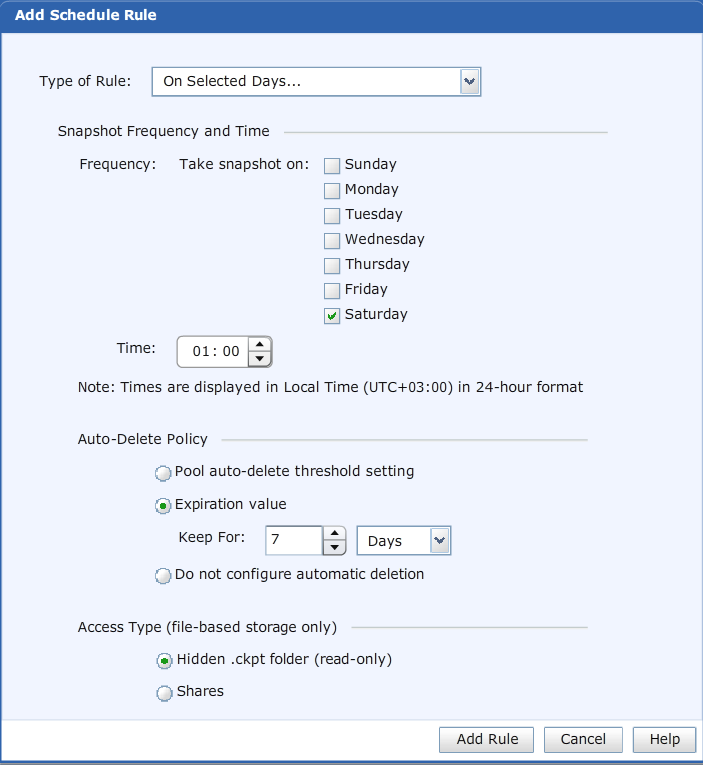 Add Schedule Rule
Type of Rule: On Selected Days...
Snapshot Frequency and Time
Frequency: Take snapshot on: Sunday
Monday
Tuesday
Wednesday
Thursday
Friday
Saturday
Time: 01: 00
Note: Times are displayed in Local Time (UTC+03:00) in 24-hour format
Auto-Delete Policy
Pool auto-delete threshold setting
Expiration value
Keep For: 7 Days
Do not configure automatic deletion
Access Type (file-based storage only)
Hidden .ckpt folder (read-only)
Shares
Add Rule Cancel Help